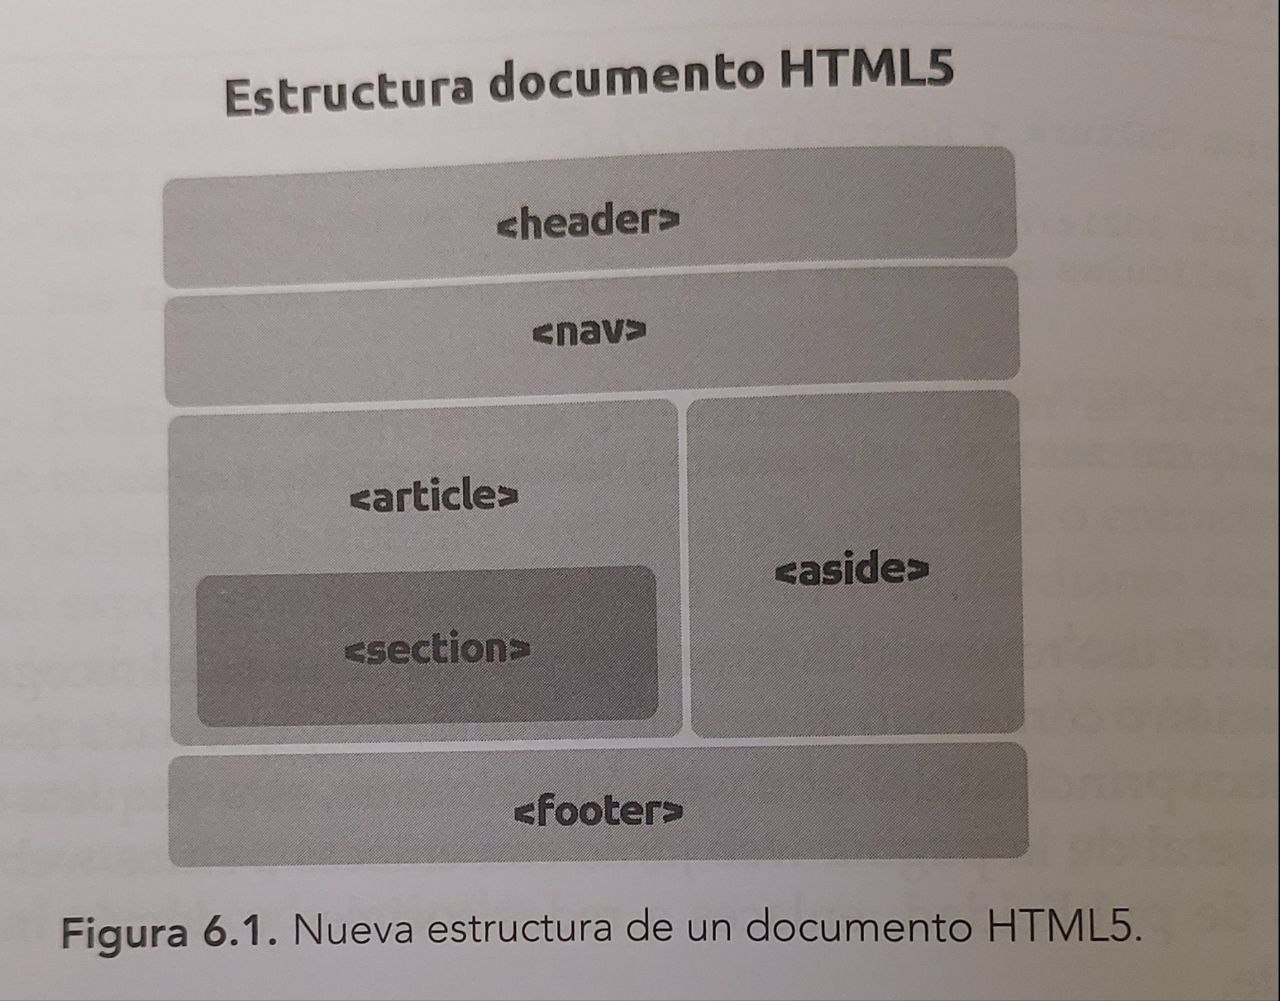 Estructura documento HTML5
<header>
<nav>
<article>
<section>
<aside>
<footer>
Figura 6.1. Nueva estructura de un documento HTML5.